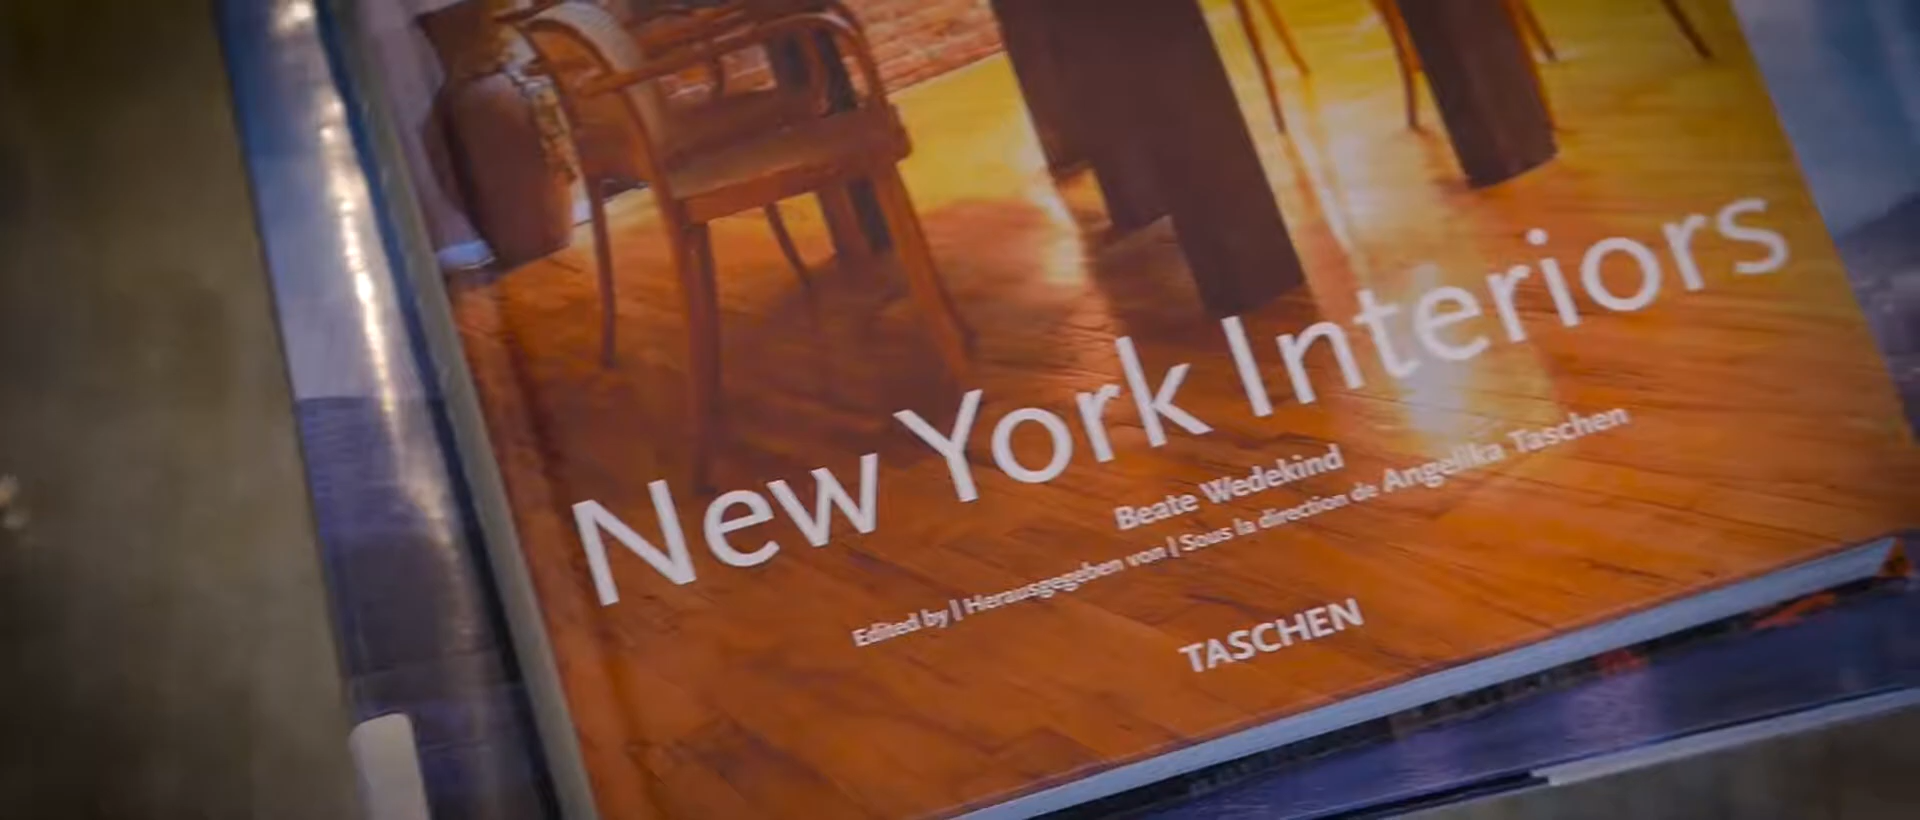 New York Interiors
Beate Wedekind
Edited by | Herausgegeben von | Sous la direction de Angelika Taschen
TASCHEN